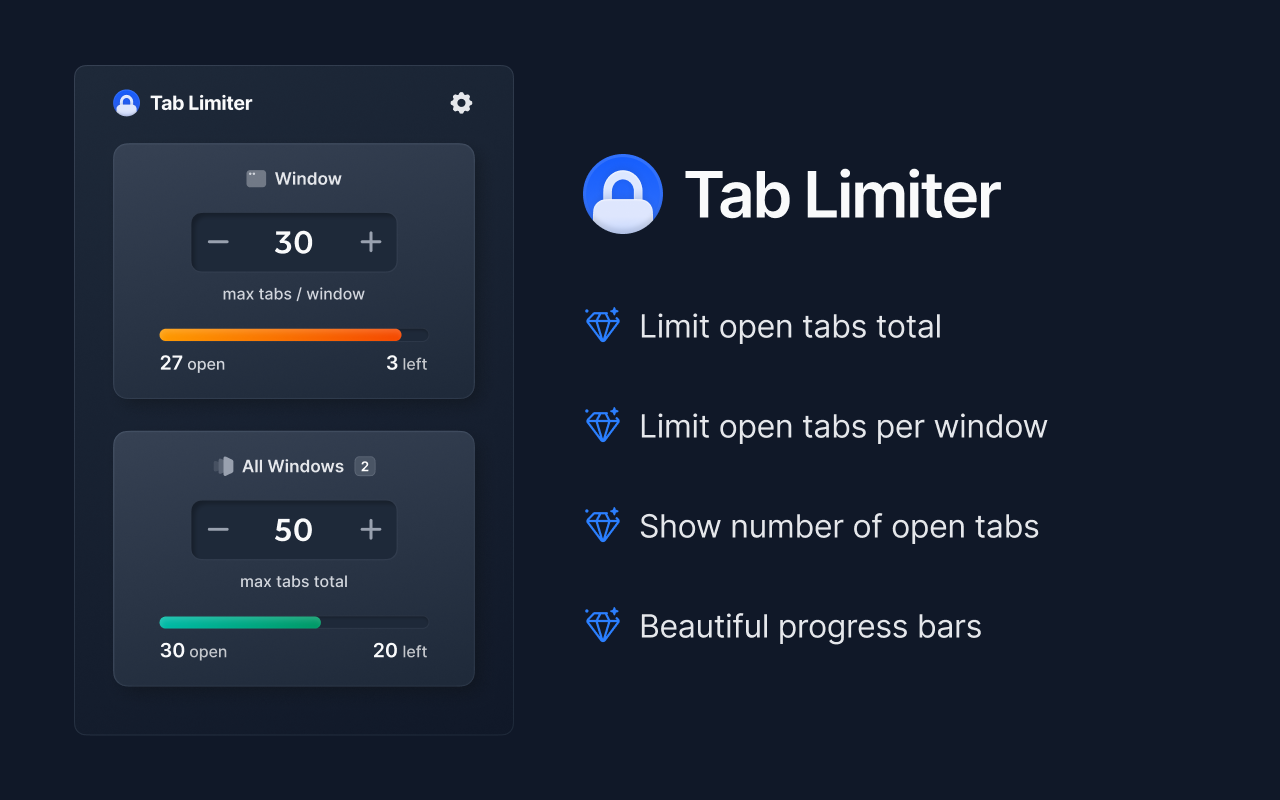 Tab Limiter
Window
30
max tabs / window
27 open
3 left
All Windows 2
50
max tabs total
30 open
20 left
Tab Limiter
Limit open tabs total
Limit open tabs per window
Show number of open tabs
Beautiful progress bars